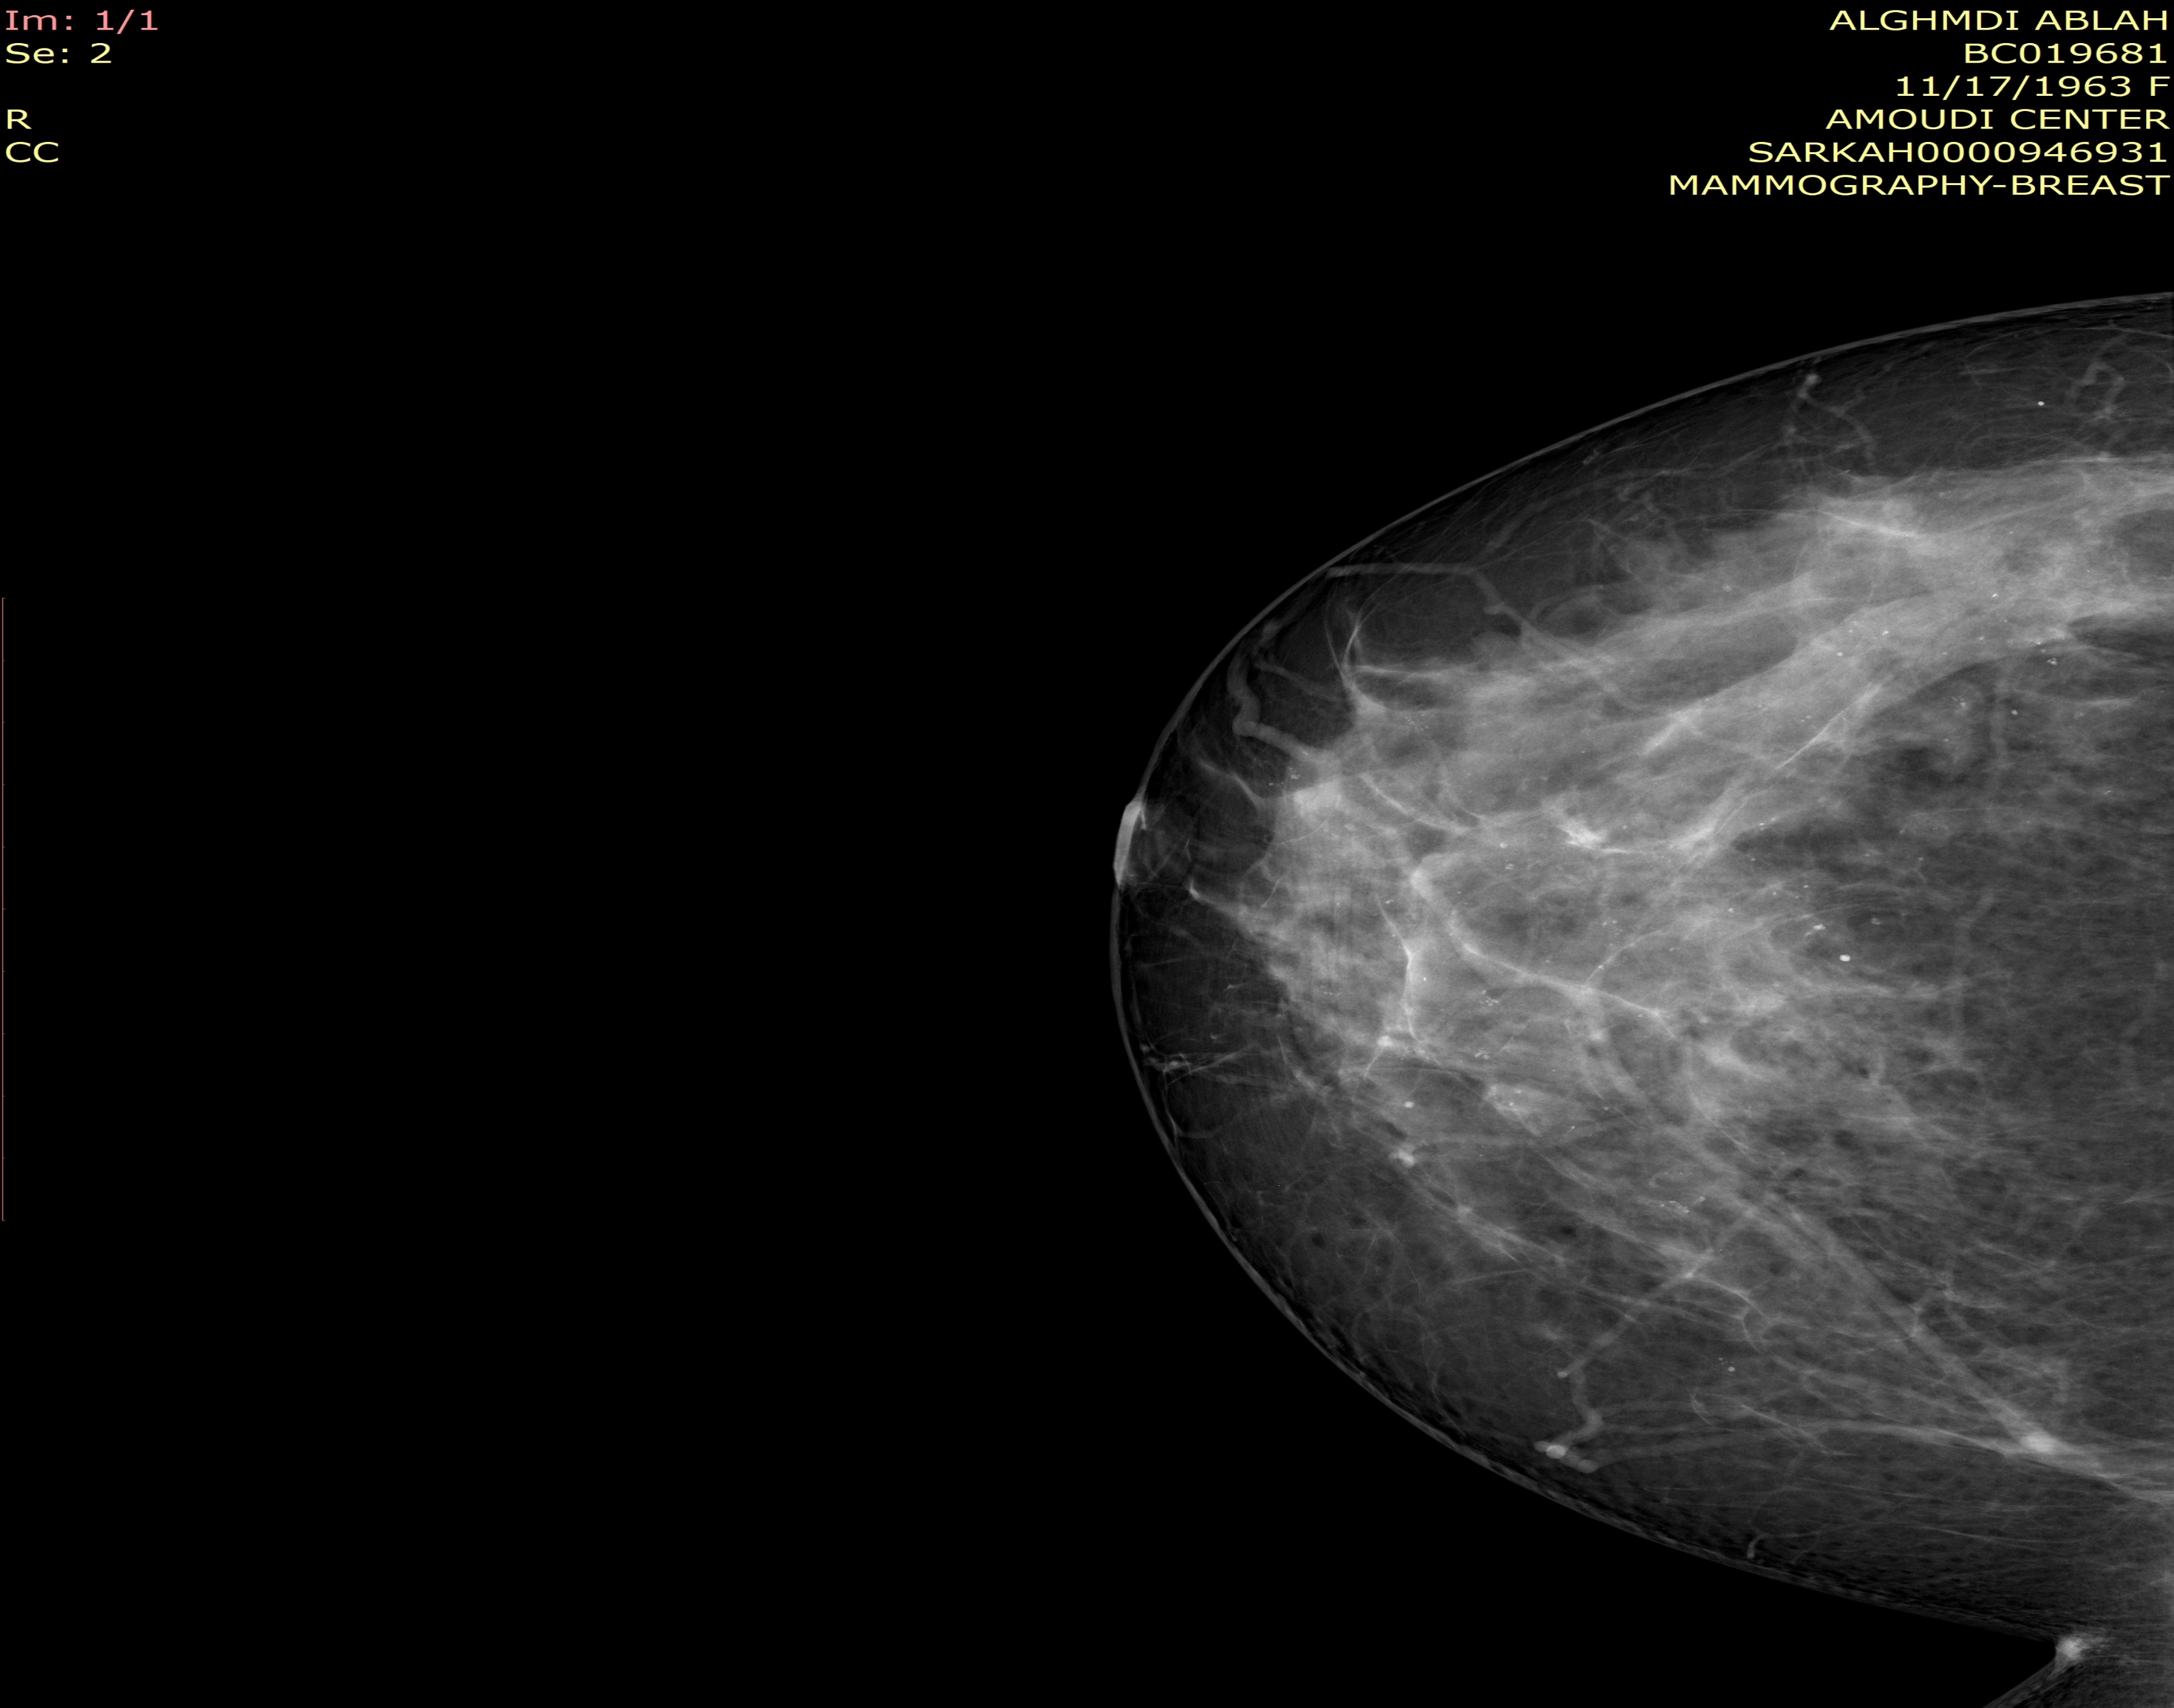 Im: 1/1
Se: 2
R
CC
ALGHMDI ABLAH
BC019681
11/17/1963 F
AMOUDI CENTER
SARKAH0000946931
MAMMOGRAPHY-BREAST